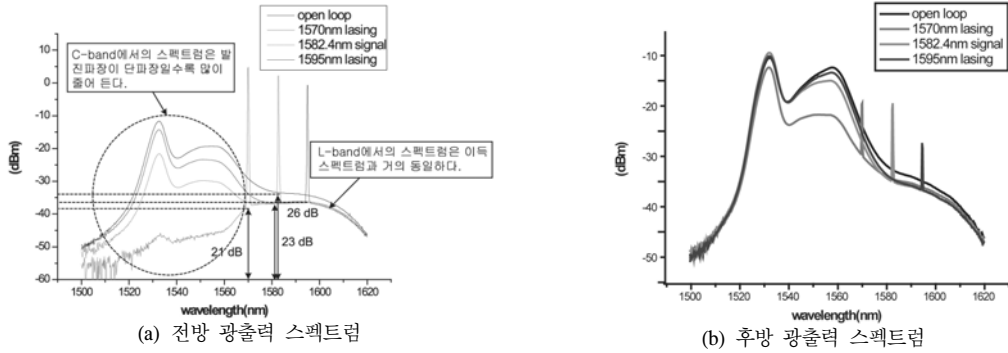 open loop
1570nm lasing
1582.4nm signal
1595nm lasing
C-band에서의 스펙트럼은 발
진파장이 단파장일수록 많이
줄어 든다.
L-band에서의 스펙트럼은 이득
스펙트럼과 거의 동일하다.
(dBm)
10
0
-10
-20
-30
-40
-50
-60
26 dB
23 dB
21 dB
1500
1520
1540
1560
1580
1600
1620
wavelength(nm)
(a) 전방 광출력 스펙트럼
open loop
1570nm lasing
1582.4nm signal
1595nm lasing
(dBm)
0
-10
-20
-30
-40
-50
1500
1520
1540
1560
1580
1600
1620
wavelength(nm)
(b) 후방 광출력 스펙트럼